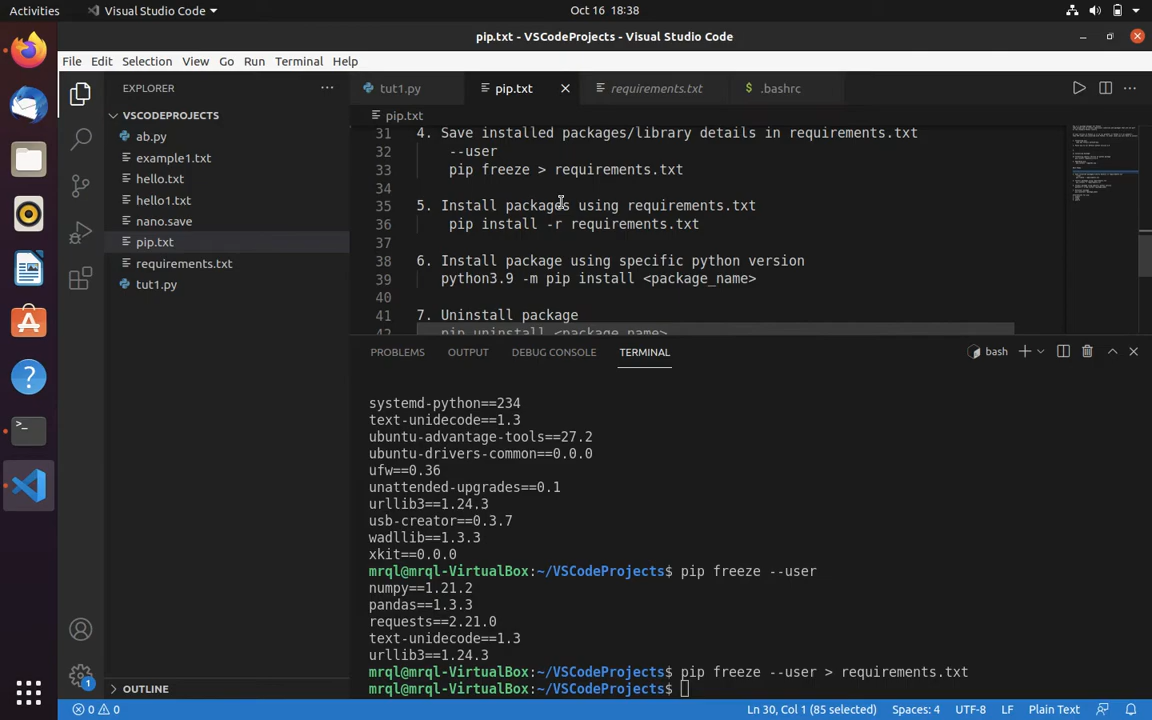 Activities
Visual Studio Code
Oct 16 18:38
pip.txt - VSCodeProjects - Visual Studio Code
File Edit Selection View Go Run Terminal Help
EXPLORER
VSCODEPROJECTS
ab.py
example1.txt
hello.txt
hello1.txt
nano.save
pip.txt
requirements.txt
tut1.py
OUTLINE
tut1.py
pip.txt
requirements.txt
$ .bashrc
pip.txt
31 4. Save installed packages/library details in requirements.txt
32 --user
33 pip freeze > requirements.txt
34
35 5. Install packages using requirements.txt
36 pip install -r requirements.txt
37
38 6. Install package using specific python version
39 python3.9 -m pip install <package_name>
40
41 7. Uninstall package
42 pip uninstall <package_name>
PROBLEMS OUTPUT DEBUG CONSOLE TERMINAL
bash
systemd-python==234
text-unidecode==1.3
ubuntu-advantage-tools==27.2
ubuntu-drivers-common==0.0.0
ufw==0.36
unattended-upgrades==0.1
urllib3==1.24.3
usb-creator==0.3.7
wadllib==1.3.3
xkit==0.0.0
mrql@mrql-VirtualBox:~/VSCodeProjects$ pip freeze --user
numpy==1.21.2
pandas==1.3.3
requests==2.21.0
text-unidecode==1.3
urllib3==1.24.3
mrql@mrql-VirtualBox:~/VSCodeProjects$ pip freeze --user > requirements.txt
mrql@mrql-VirtualBox:~/VSCodeProjects$
1
0 0
Ln 30, Col 1 (85 selected)
Spaces: 4
UTF-8
LF
Plain Text